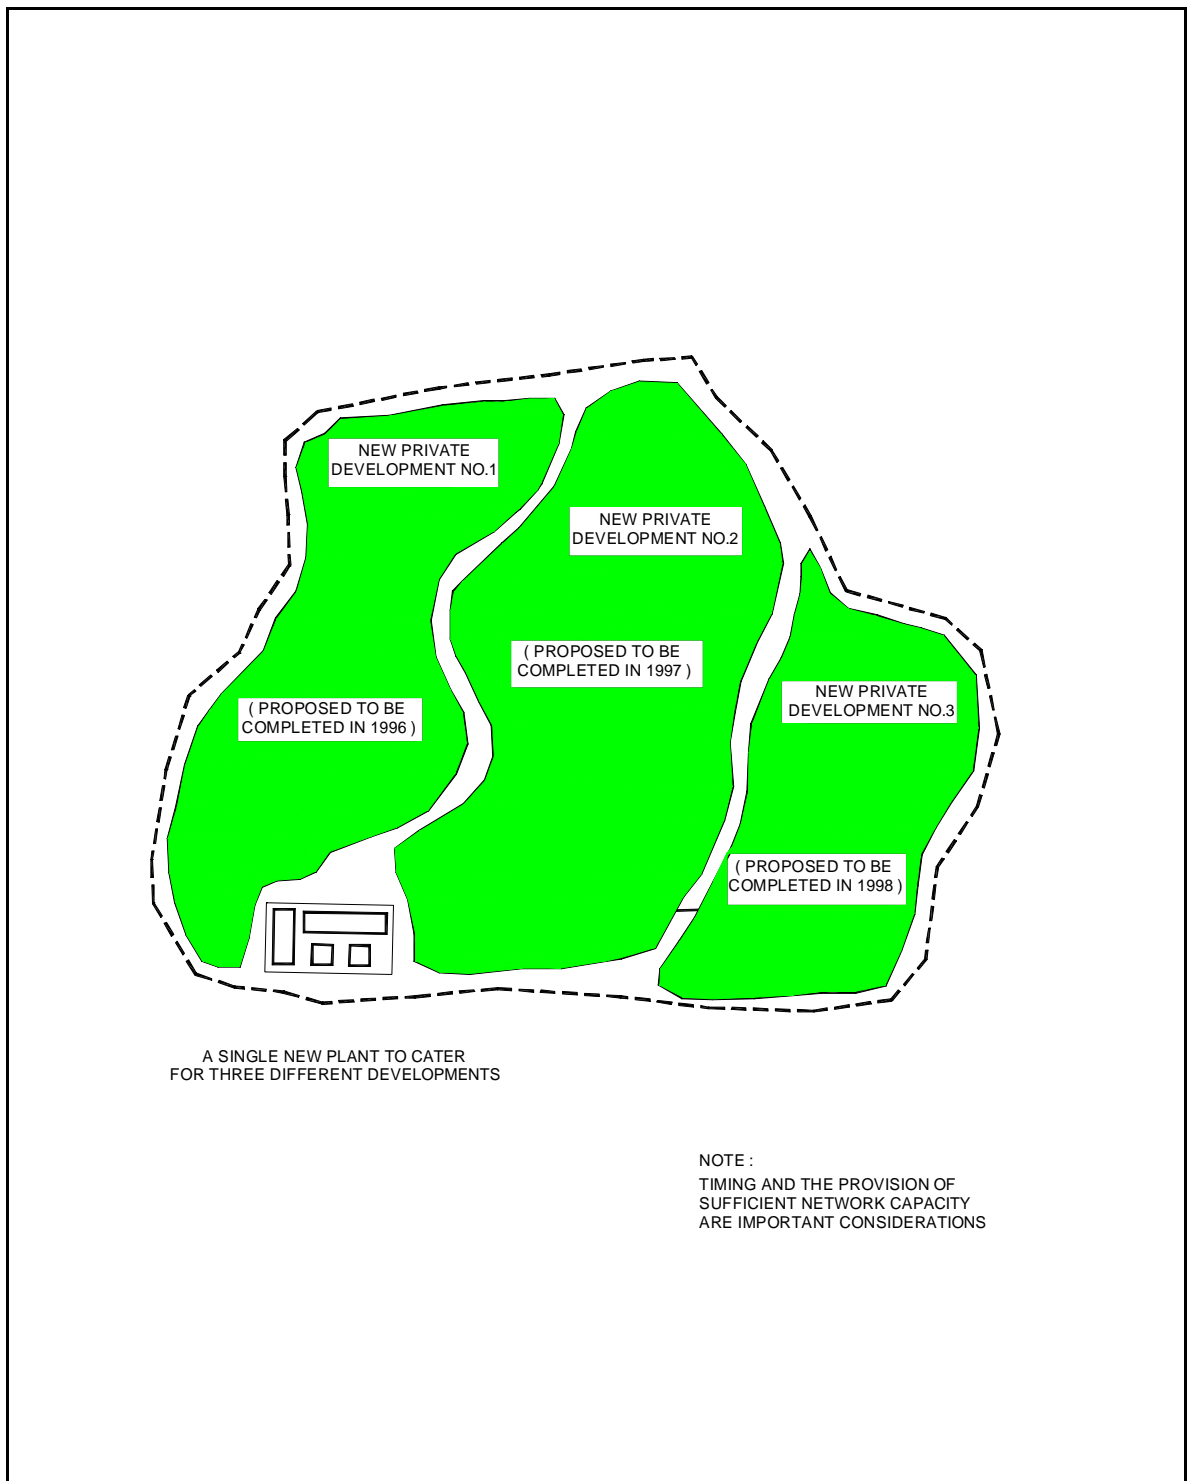 NEW PRIVATE
DEVELOPMENT NO.1
NEW PRIVATE
DEVELOPMENT NO.2
( PROPOSED TO BE
COMPLETED IN 1997 )
NEW PRIVATE
DEVELOPMENT NO.3
( PROPOSED TO BE
COMPLETED IN 1996 )
( PROPOSED TO BE
COMPLETED IN 1998 )
A SINGLE NEW PLANT TO CATER
FOR THREE DIFFERENT DEVELOPMENTS
NOTE :
TIMING AND THE PROVISION OF
SUFFICIENT NETWORK CAPACITY
ARE IMPORTANT CONSIDERATIONS